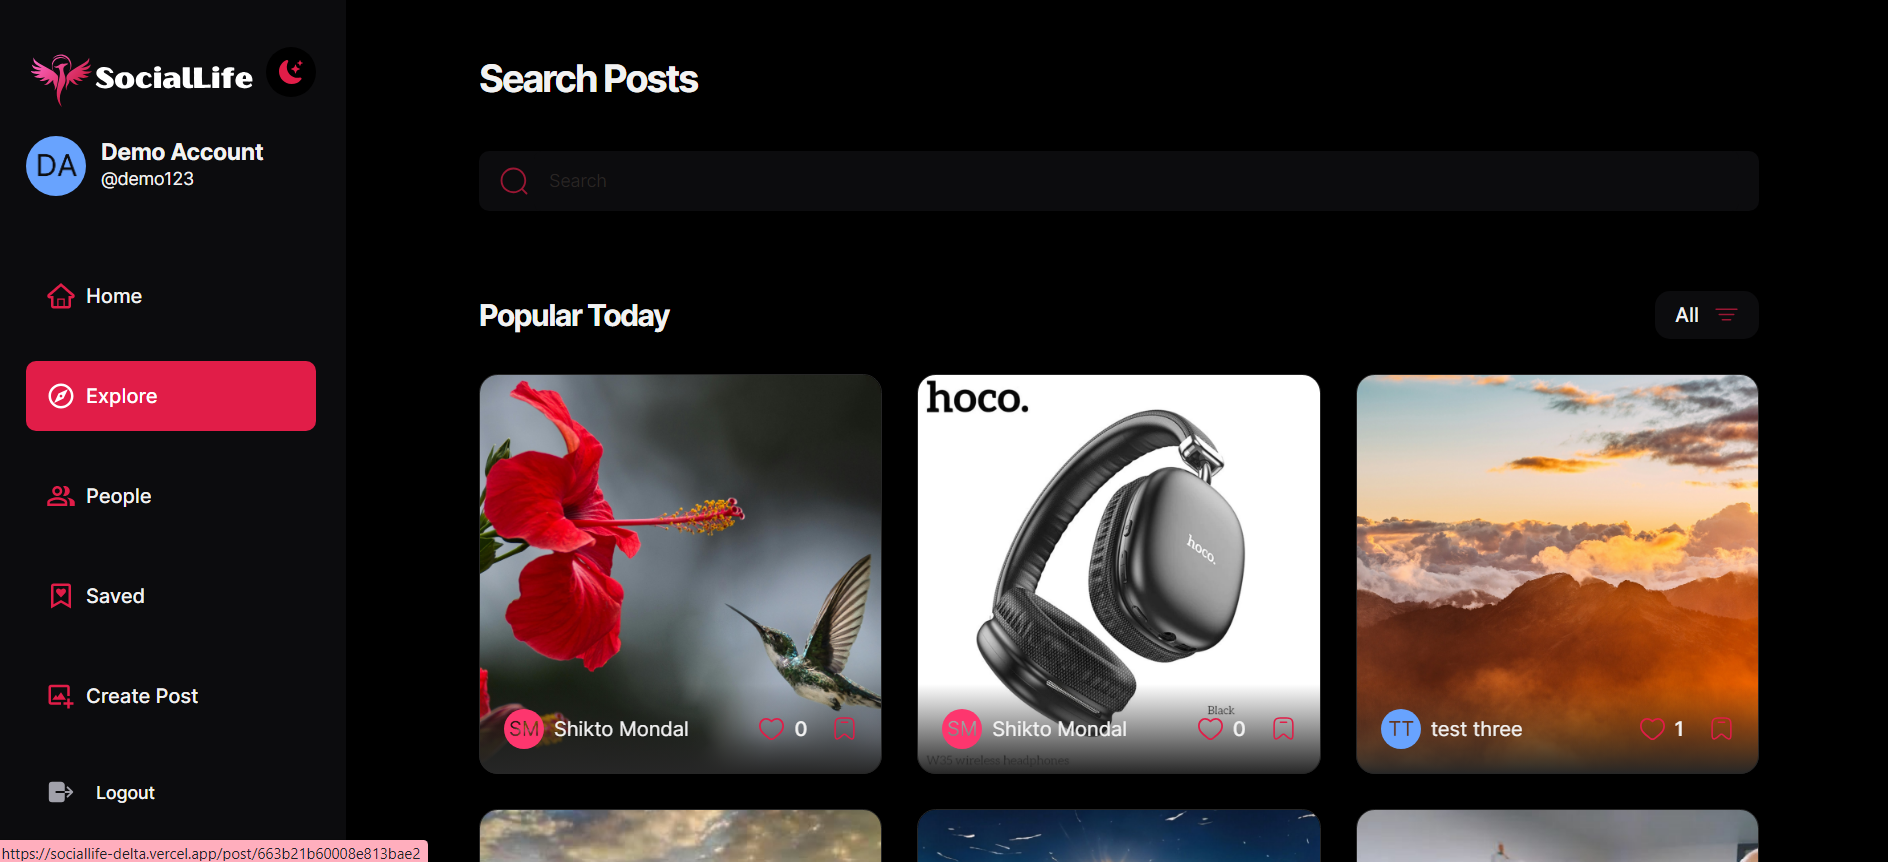 SocialLife
DA
Demo Account
@demo123
Home
Explore
People
Saved
Create Post
Logout
https://sociallife-delta.vercel.app/post/663b21b60008e813bae2
Search Posts
Search
Popular Today
All
SM Shikto Mondal 0
hoco.
hoco.
Black
SM Shikto Mondal 0
W35 wireless headphones
TT test three 1